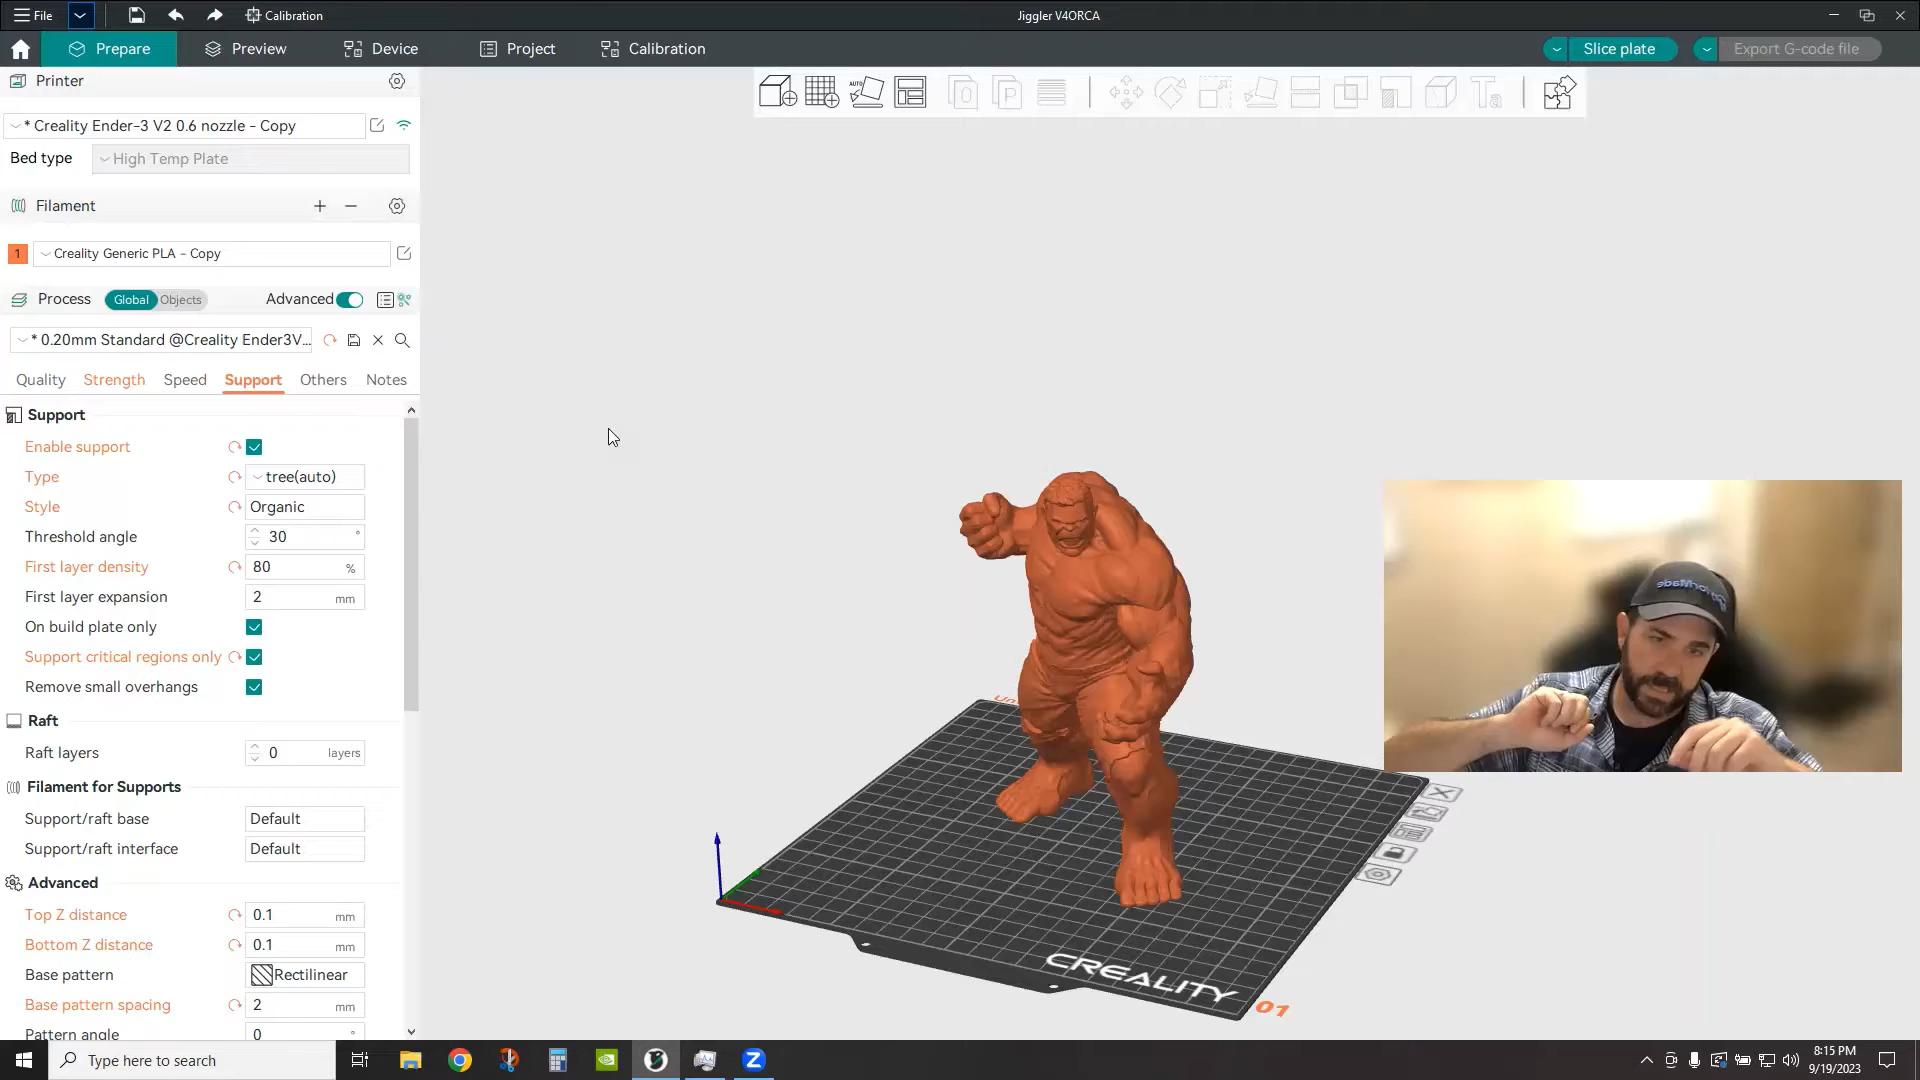 File
Calibration
Jiggler V4ORCA
Prepare
Preview
Device
Project
Calibration
Slice plate
Export G-code file
Printer
* Creality Ender-3 V2 0.6 nozzle - Copy
Bed type
High Temp Plate
Filament
1
Creality Generic PLA - Copy
Process
Global
Objects
Advanced
* 0.20mm Standard @Creality Ender3V...
Quality
Strength
Speed
Support
Others
Notes
Support
Enable support
Type
tree(auto)
Style
Organic
Threshold angle
30 °
First layer density
80 %
First layer expansion
2 mm
On build plate only
Support critical regions only
Remove small overhangs
Raft
Raft layers
0 layers
Filament for Supports
Support/raft base
Default
Support/raft interface
Default
Advanced
Top Z distance
0.1 mm
Bottom Z distance
0.1 mm
Base pattern
Rectilinear
Base pattern spacing
2 mm
Pattern angle
0 °
AUTO
CREALITY
01
Type here to search
8:15 PM
9/19/2023